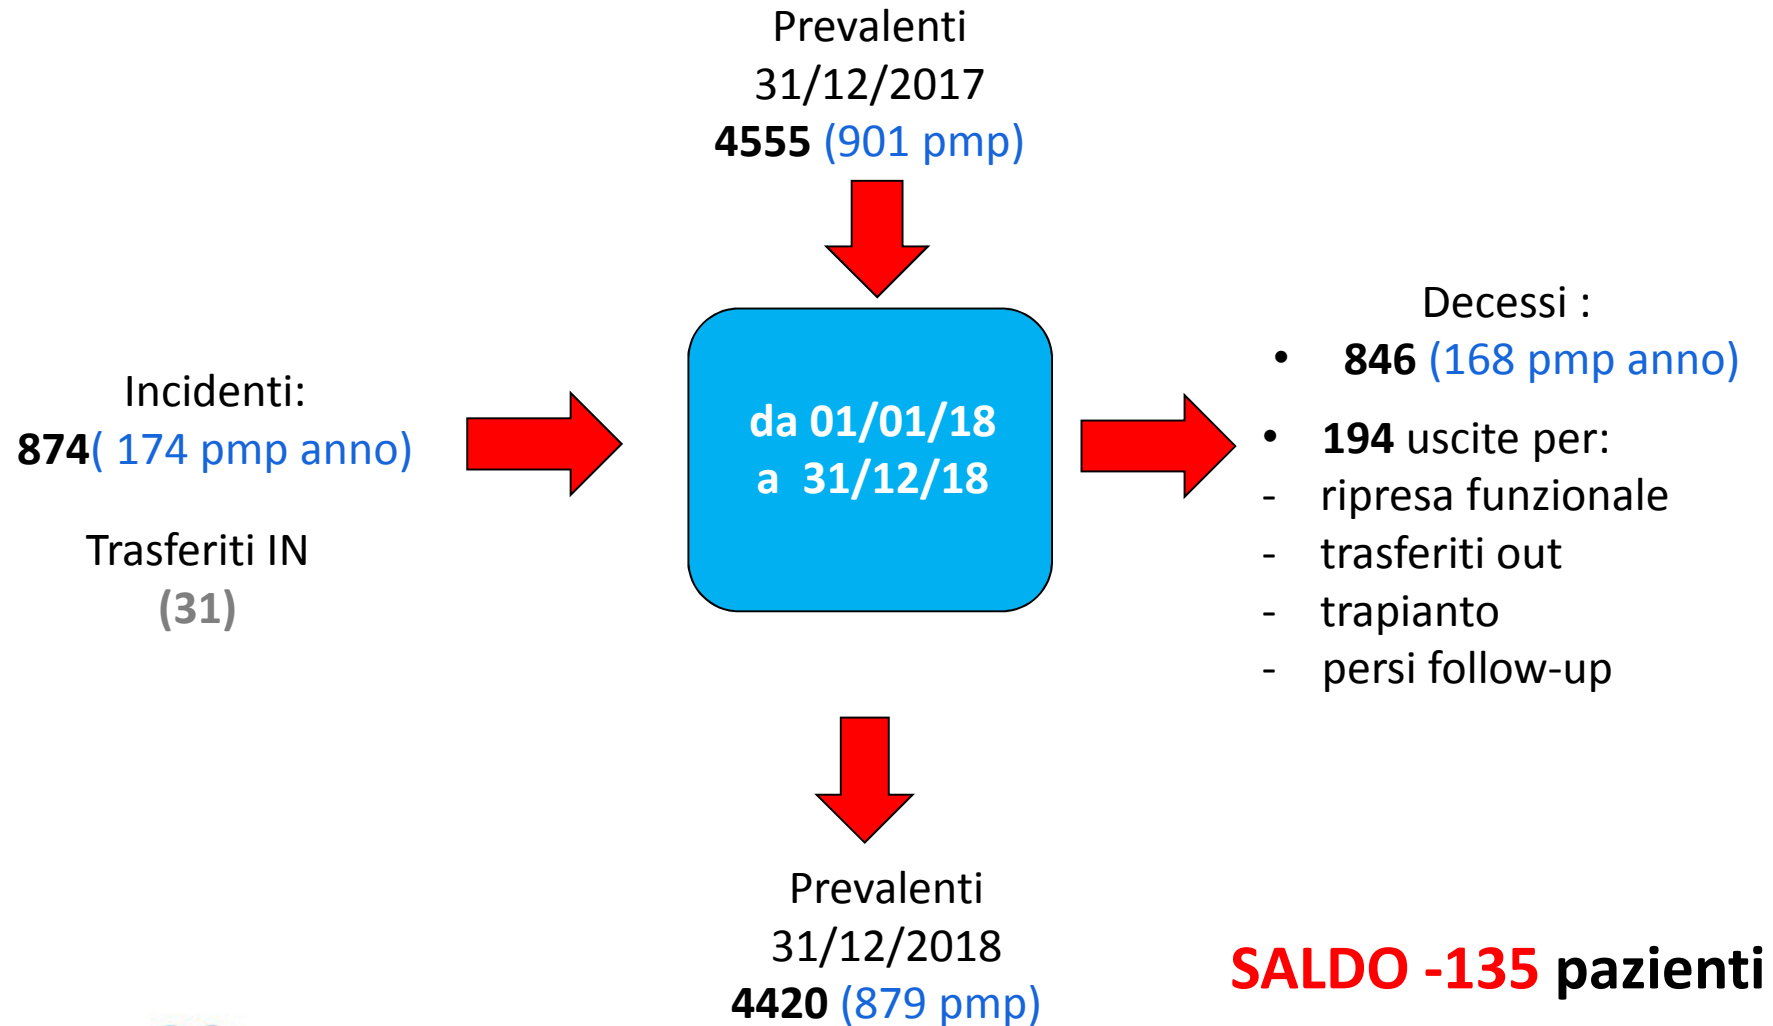 Prevalenti
31/12/2017
4555 (901 pmp)
Incidenti:
874( 174 pmp anno)
Trasferiti IN
(31)
da 01/01/18
a 31/12/18
Decessi :
• 846 (168 pmp anno)
• 194 uscite per:
- ripresa funzionale
- trasferiti out
- trapianto
- persi follow-up
Prevalenti
31/12/2018
4420 (879 pmp)
SALDO -135 pazienti